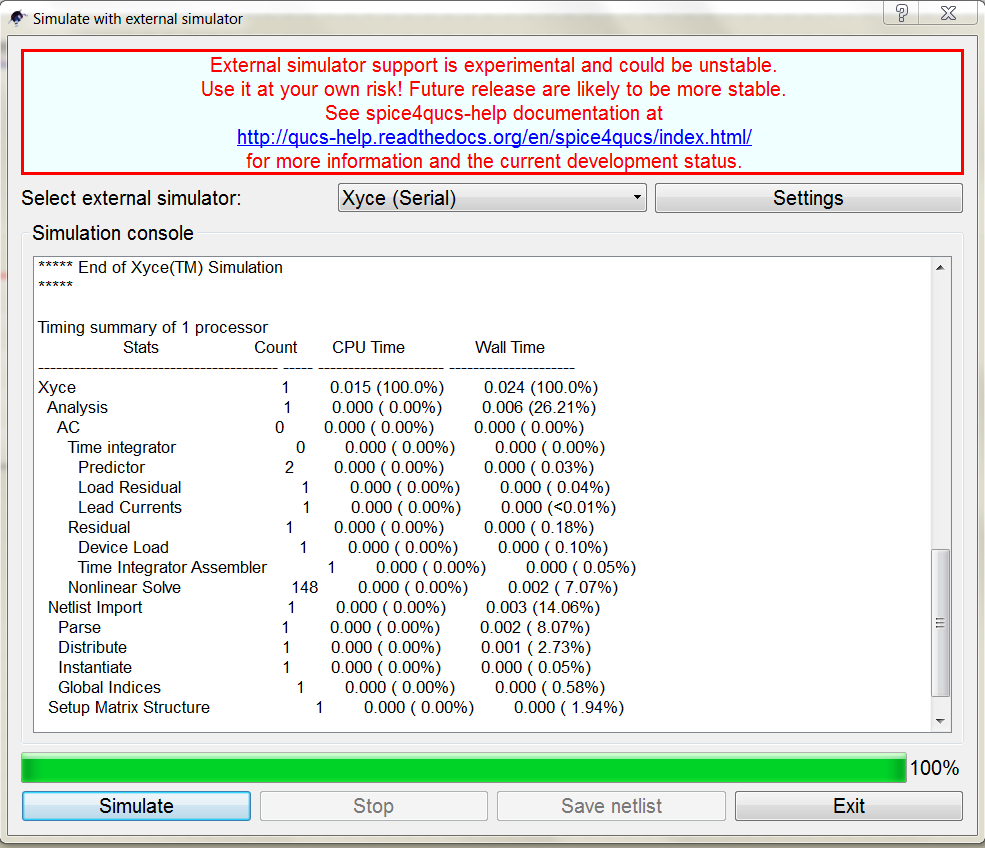 Simulate with external simulator
External simulator support is experimental and could be unstable.
Use it at your own risk! Future release are likely to be more stable.
See spice4qucs-help documentation at
http://qucs-help.readthedocs.org/en/spice4qucs/index.html/
for more information and the current development status.
Select external simulator: Xyce (Serial) Settings
Simulation console
***** End of Xyce(TM) Simulation
*****
Timing summary of 1 processor
Stats Count CPU Time Wall Time
---------------------------------------- ----- --------------------- ---------------------
Xyce 1 0.015 (100.0%) 0.024 (100.0%)
Analysis 1 0.000 ( 0.00%) 0.006 (26.21%)
AC 0 0.000 ( 0.00%) 0.000 ( 0.00%)
Time integrator 0 0.000 ( 0.00%) 0.000 ( 0.00%)
Predictor 2 0.000 ( 0.00%) 0.000 ( 0.03%)
Load Residual 1 0.000 ( 0.00%) 0.000 ( 0.04%)
Lead Currents 1 0.000 ( 0.00%) 0.000 (<0.01%)
Residual 1 0.000 ( 0.00%) 0.000 ( 0.18%)
Device Load 1 0.000 ( 0.00%) 0.000 ( 0.10%)
Time Integrator Assembler 1 0.000 ( 0.00%) 0.000 ( 0.05%)
Nonlinear Solve 148 0.000 ( 0.00%) 0.002 ( 7.07%)
Netlist Import 1 0.000 ( 0.00%) 0.003 (14.06%)
Parse 1 0.000 ( 0.00%) 0.002 ( 8.07%)
Distribute 1 0.000 ( 0.00%) 0.001 ( 2.73%)
Instantiate 1 0.000 ( 0.00%) 0.000 ( 0.05%)
Global Indices 1 0.000 ( 0.00%) 0.000 ( 0.58%)
Setup Matrix Structure 1 0.000 ( 0.00%) 0.000 ( 1.94%)
100%
Simulate Stop Save netlist Exit